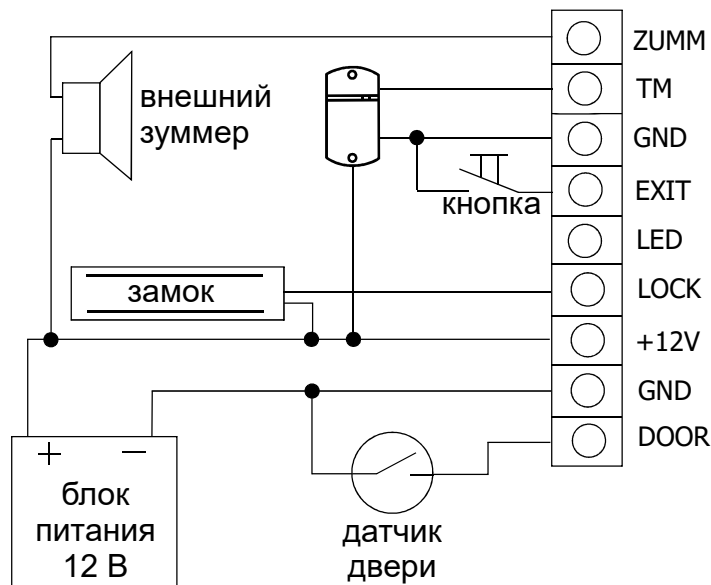 ZUMM
внешний
зуммер
TM
GND
EXIT
кнопка
LED
замок
LOCK
+12V
GND
DOOR
+ −
блок
питания
12 В
датчик
двери